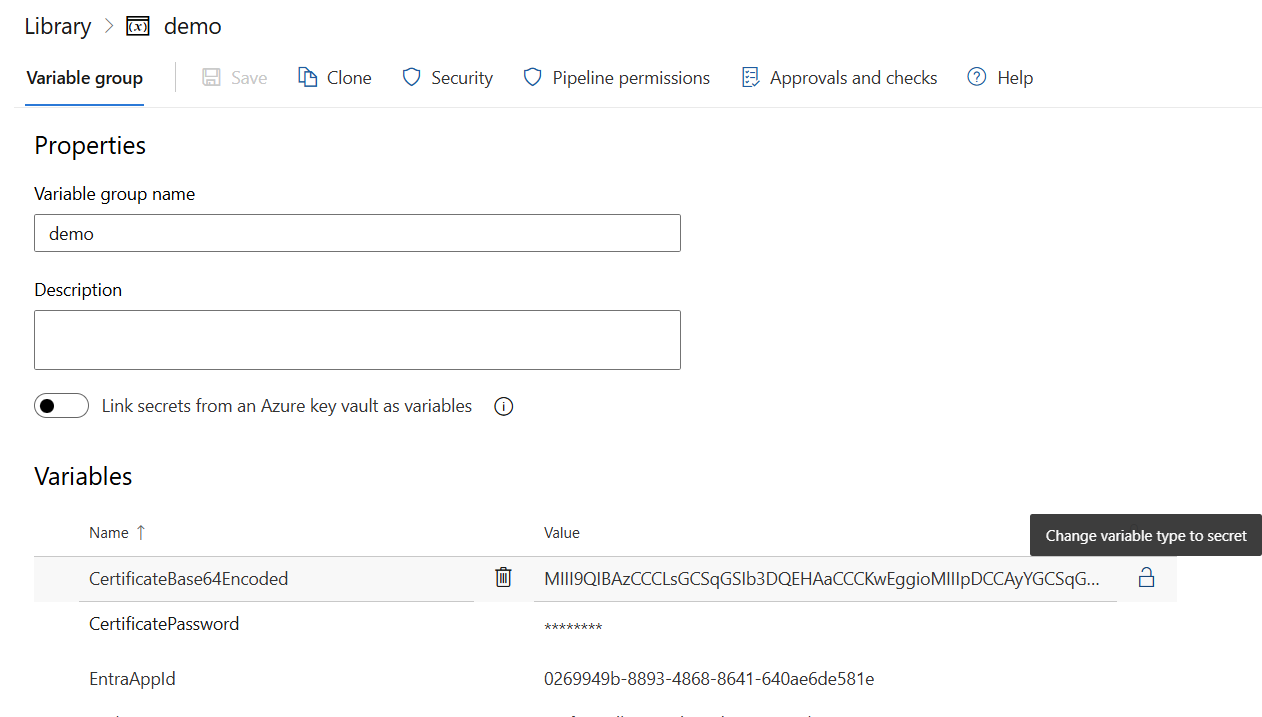 Library > demo
Variable group Save Clone Security Pipeline permissions Approvals and checks Help
Properties
Variable group name
demo
Description
Link secrets from an Azure key vault as variables
Variables
Name ↑ Value
Change variable type to secret
CertificateBase64Encoded MIII9QIBAzCCCLsGCSqGSIb3DQEHAaCCCKwEggioMIIIpDCCAyYGCSqG...
CertificatePassword ********
EntraAppId 0269949b-8893-4868-8641-640ae6de581e